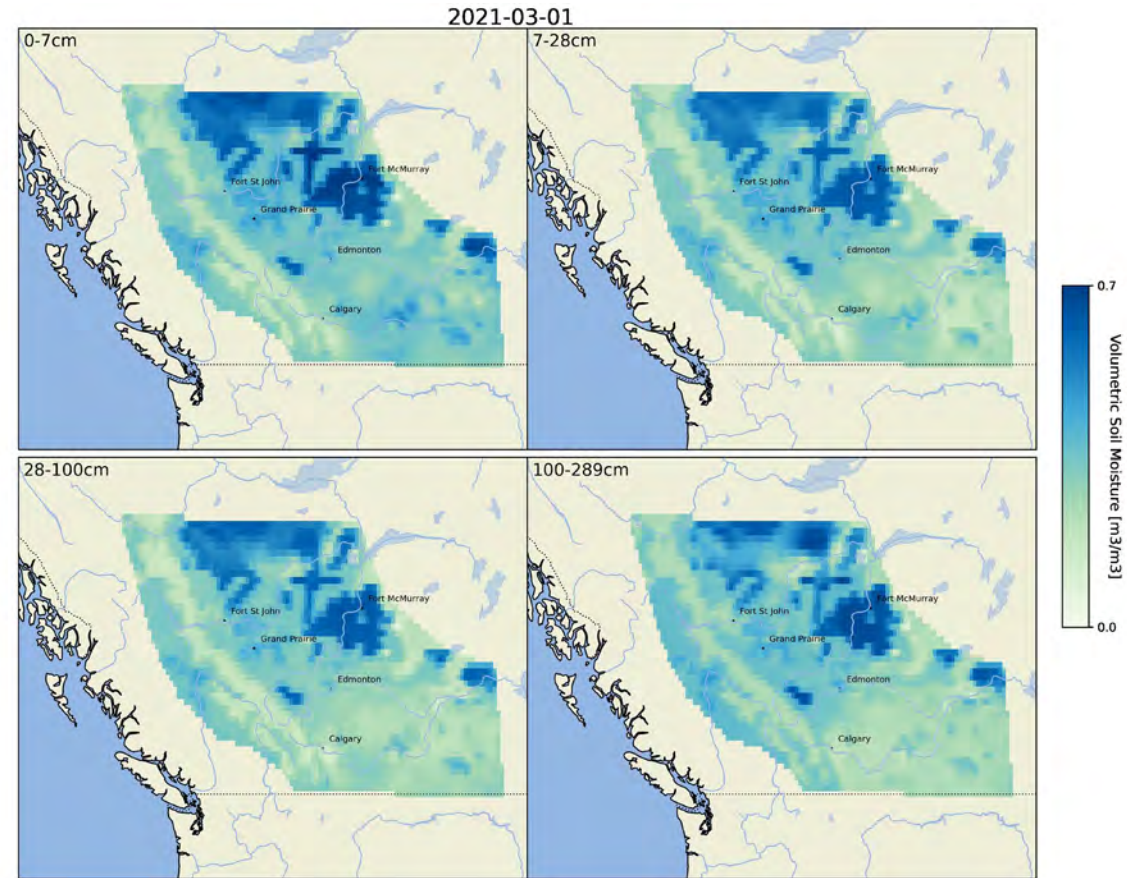 2021-03-01
0-7cm
Fort St John
Fort McMurray
Grand Prairie
Edmonton
Calgary
7-28cm
Fort St John
Fort McMurray
Grand Prairie
Edmonton
Calgary
28-100cm
Fort St John
Fort McMurray
Grand Prairie
Edmonton
Calgary
100-289cm
Fort St John
Fort McMurray
Grand Prairie
Edmonton
Calgary
0.7
Volumetric Soil Moisture [m3/m3]
0.0